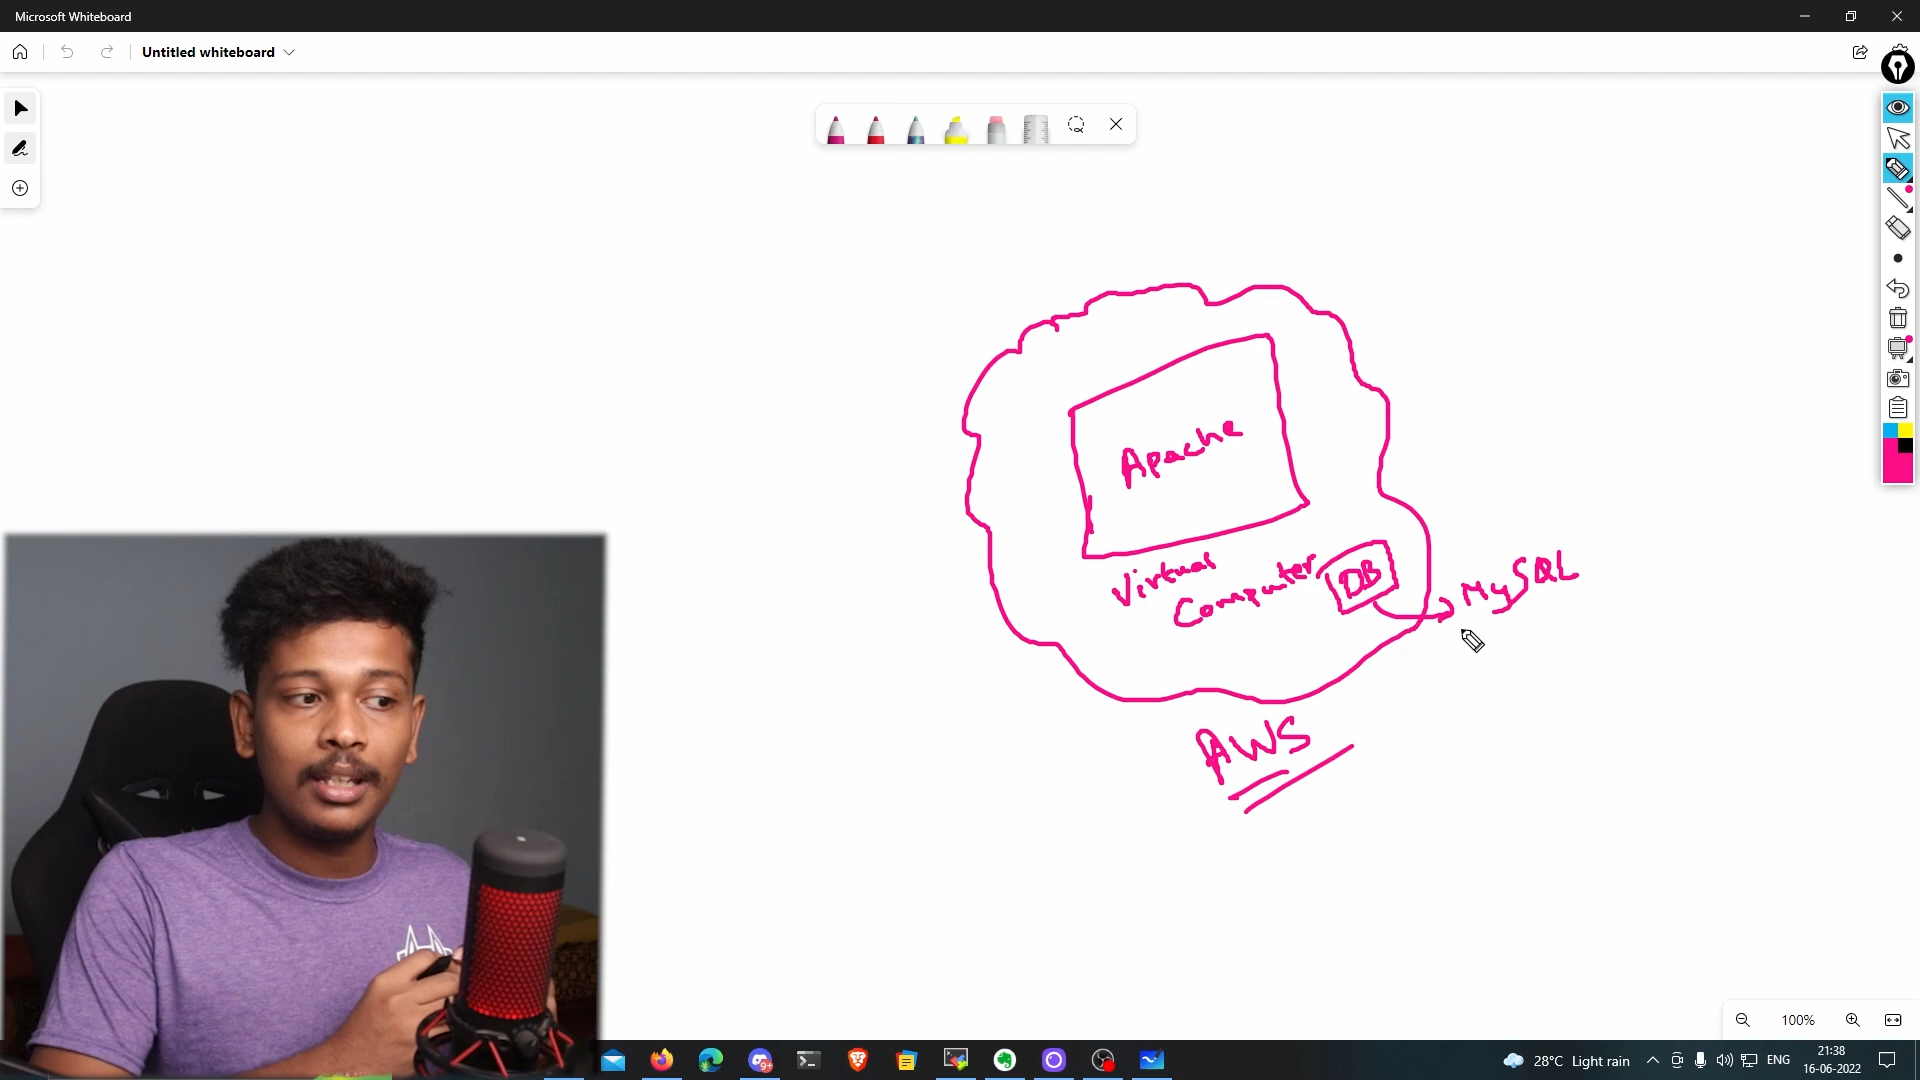 Microsoft Whiteboard
Untitled whiteboard
Apache
Virtual
Computer
DB
MySQL
AWS
100%
9+
28°C Light rain
ENG
21:38
16-06-2022